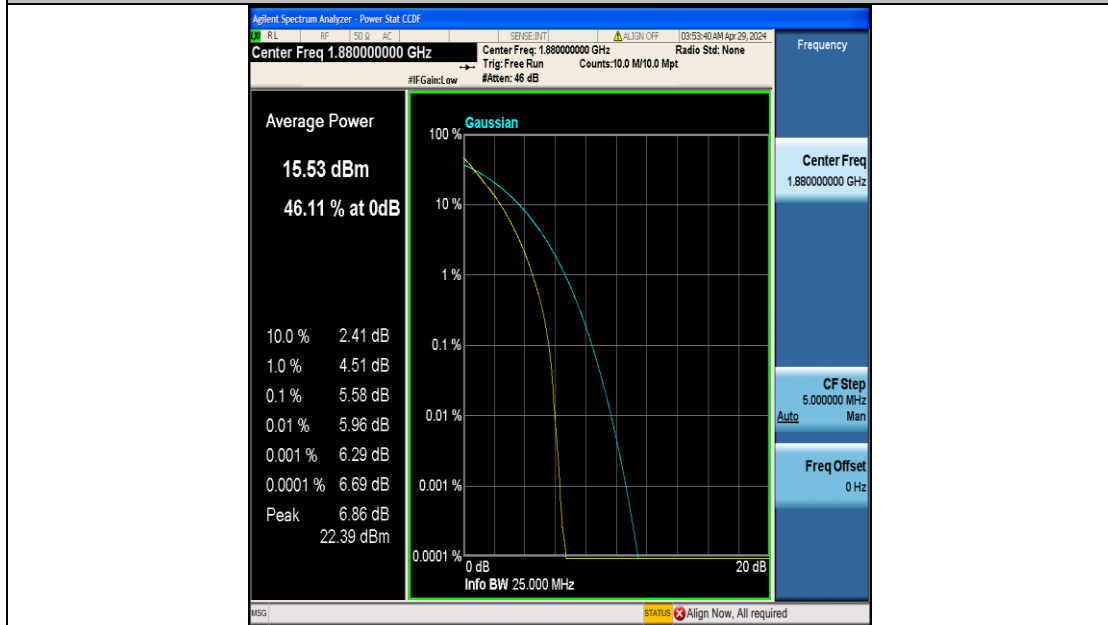 Agilent Spectrum Analyzer - Power Stat CCDF
RL RF 50 Ω AC SENSE:INT ALIGN OFF 03:53:40 AM Apr 29, 2024
Center Freq 1.880000000 GHz
Center Freq: 1.880000000 GHz Radio Std: None
Trig: Free Run Counts:10.0 M/10.0 Mpt
#IFGain:Low #Atten: 46 dB
Frequency
Average Power
15.53 dBm
46.11 % at 0dB
10.0 % 2.41 dB
1.0 % 4.51 dB
0.1 % 5.58 dB
0.01 % 5.96 dB
0.001 % 6.29 dB
0.0001 % 6.69 dB
Peak 6.86 dB
22.39 dBm
Gaussian
100 %
10 %
1 %
0.1 %
0.01 %
0.001 %
0.0001 %
0 dB 20 dB
Info BW 25.000 MHz
Center Freq
1.880000000 GHz
CF Step
5.000000 MHz
Auto Man
Freq Offset
0 Hz
MSG STATUS Align Now, All required